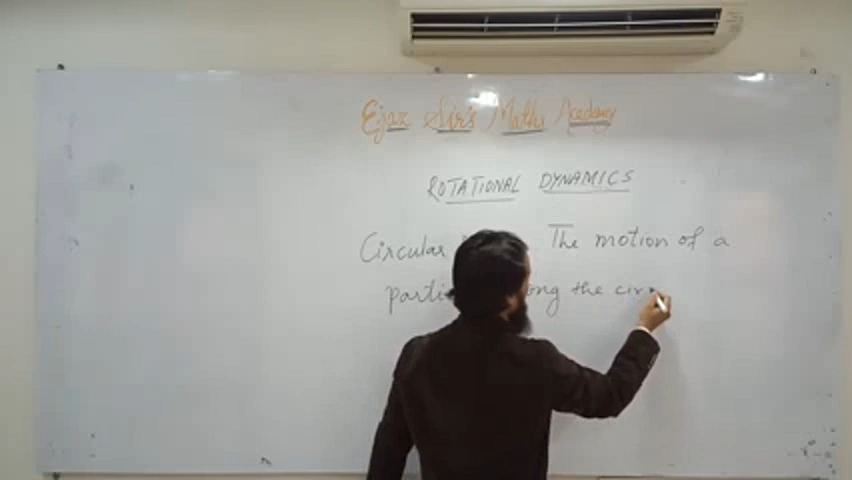 Ejaz Sir's Maths Academy
ROTATIONAL DYNAMICS
Circular The motion of a
parti ong the cir